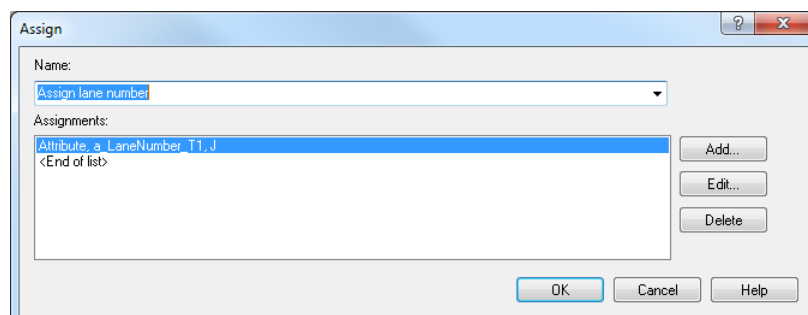 Assign
?
X
Name:
Assign lane number
Assignments:
Attribute, a_LaneNumber_T1, J
<End of list>
Add...
Edit...
Delete
OK
Cancel
Help